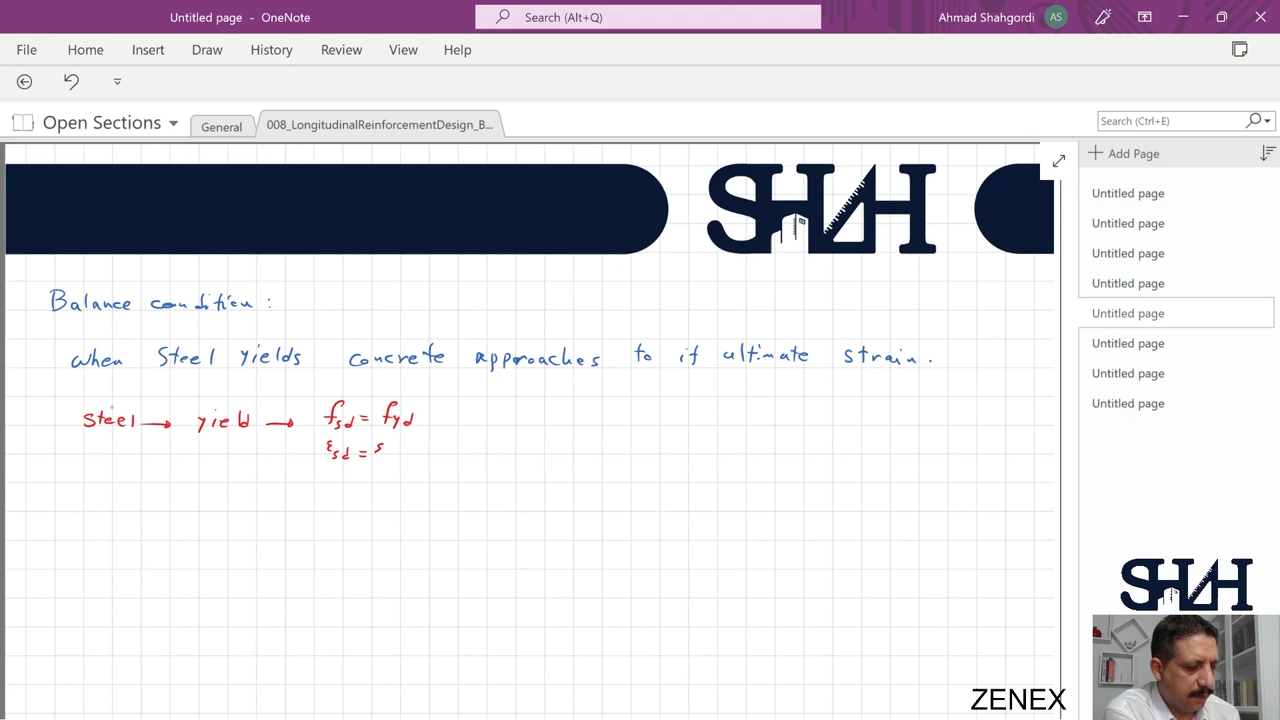 Untitled page - OneNote
Search (Alt+Q)
Ahmad Shahgordi
AS
File Home Insert Draw History Review View Help
Open Sections
General
008_LongitudinalReinforcementDesign_B...
Search (Ctrl+E)
Add Page
Untitled page
Untitled page
Untitled page
Untitled page
Untitled page
Untitled page
Untitled page
Untitled page
SHAH
Balance condition :
when Steel yields concrete approaches to if ultimate strain.
steel → yield → fsd = fyd
εsd = s
SHAH
ZENEX